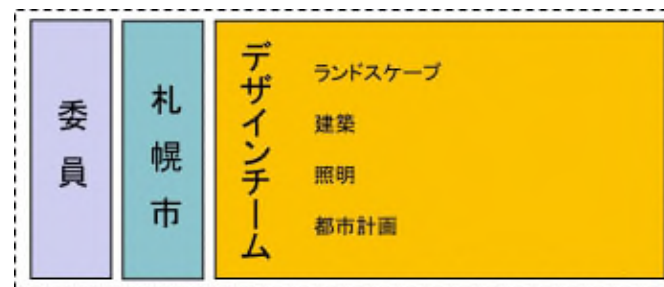 委員
札幌市
デザインチーム
ランドスケープ
建築
照明
都市計画